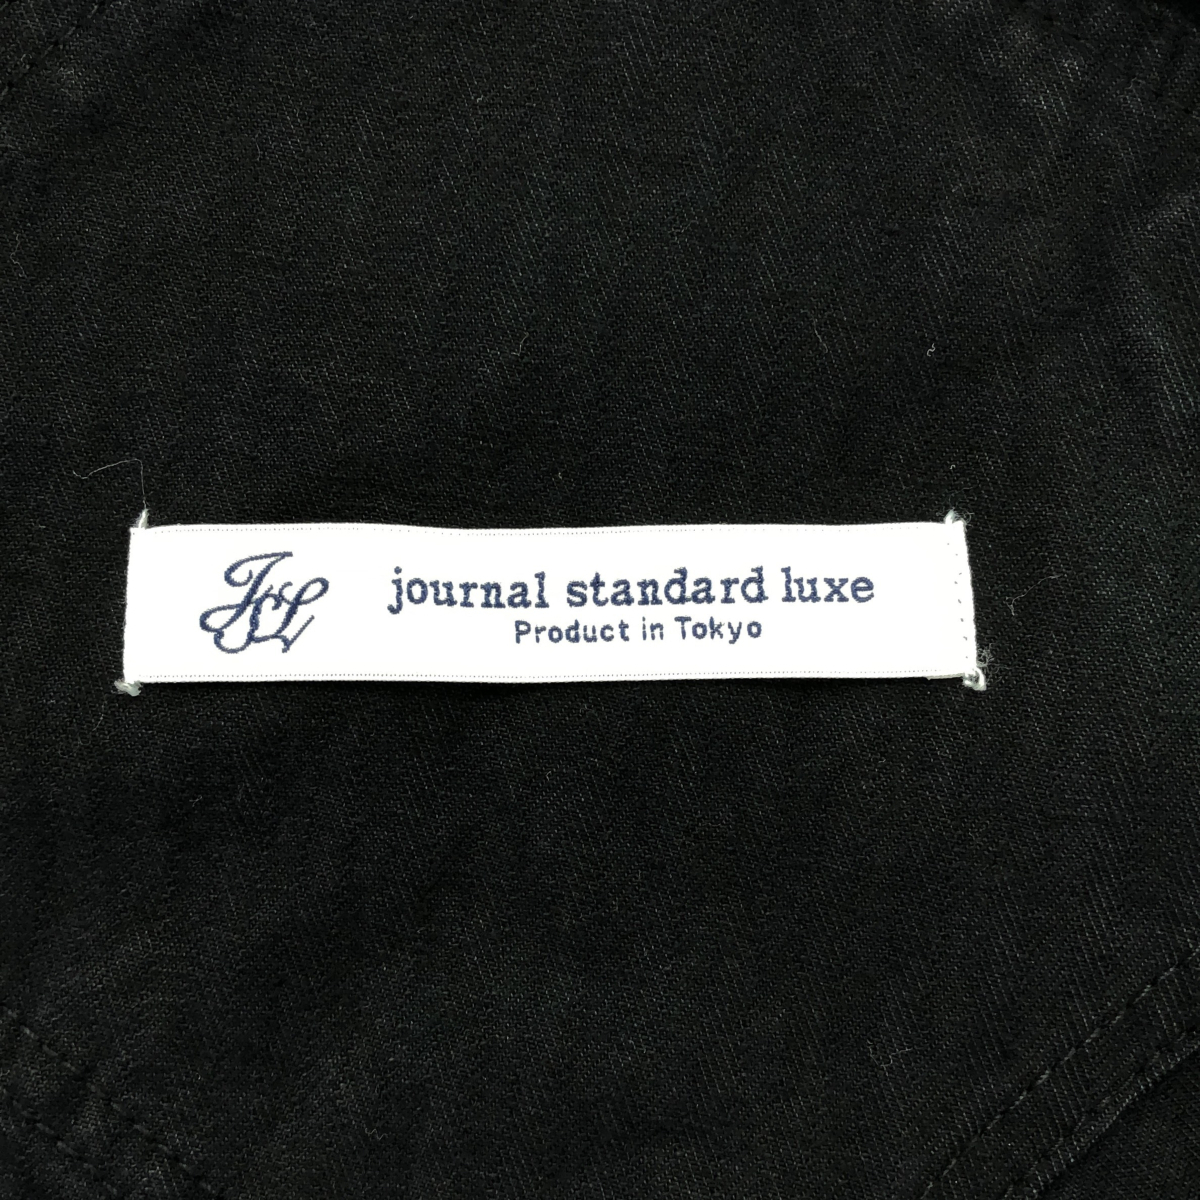 JSL
journal standard luxe
Product in Tokyo